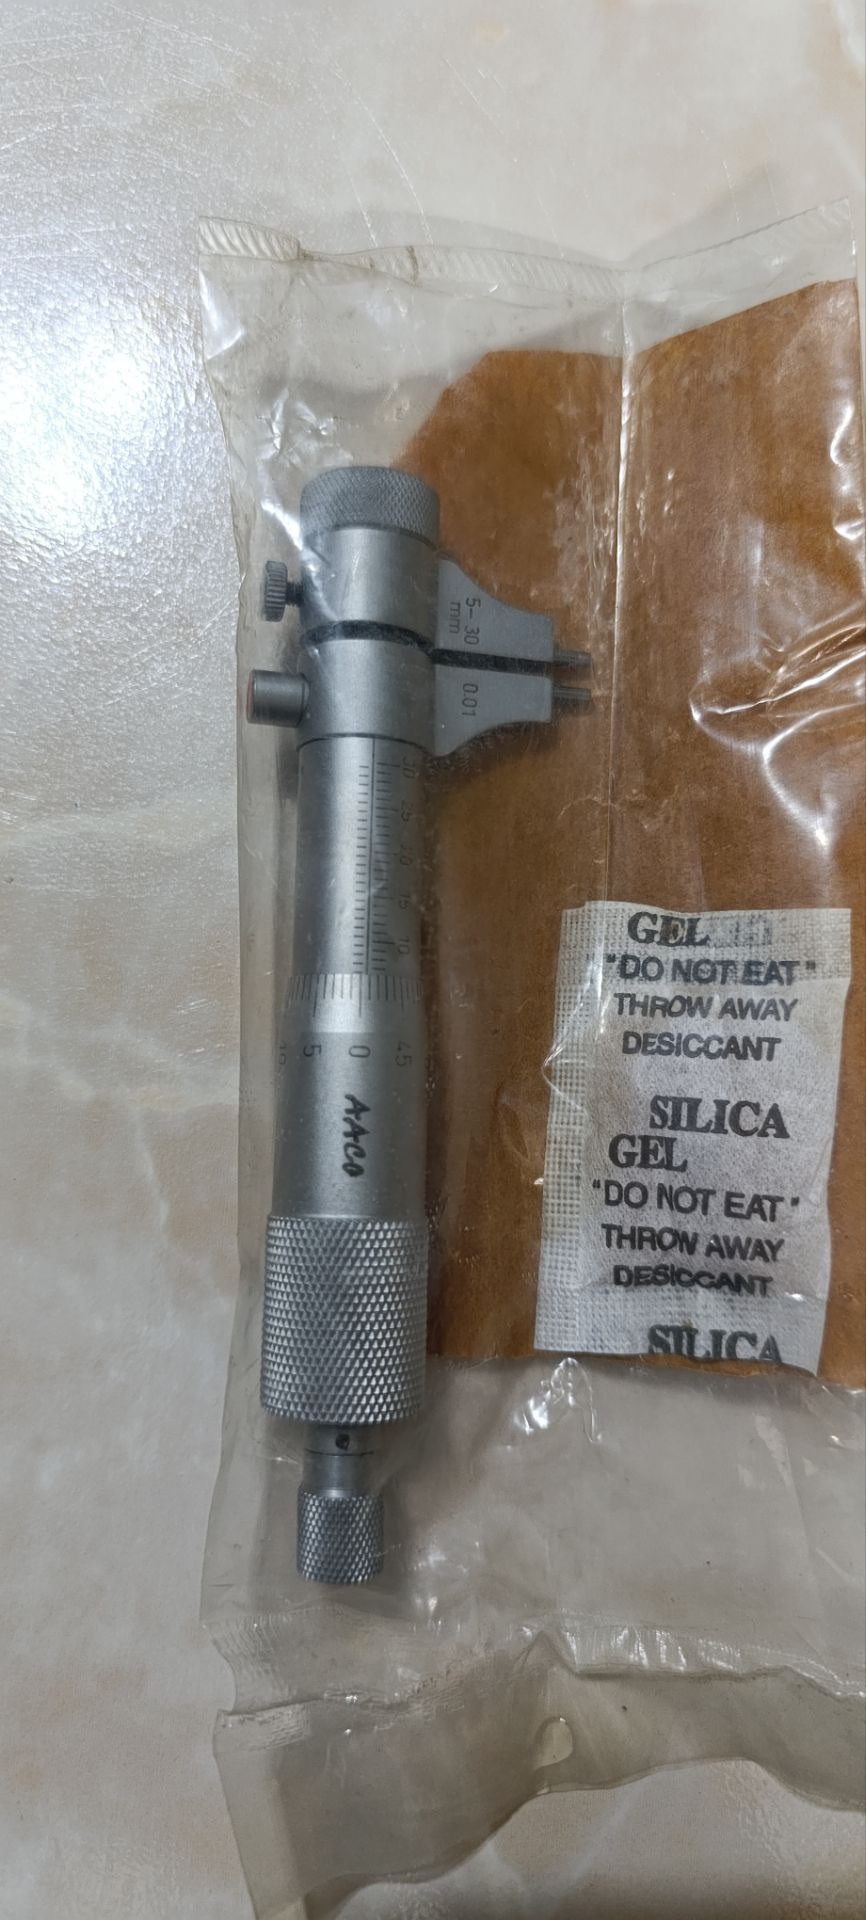 5-30
mm
0.01
30
25
20
15
10
10
5
0
45
AACO
GEL
"DO NOT EAT"
THROW AWAY
DESICCANT
SILICA
GEL
"DO NOT EAT"
THROW AWAY
DESICCANT
SILICA